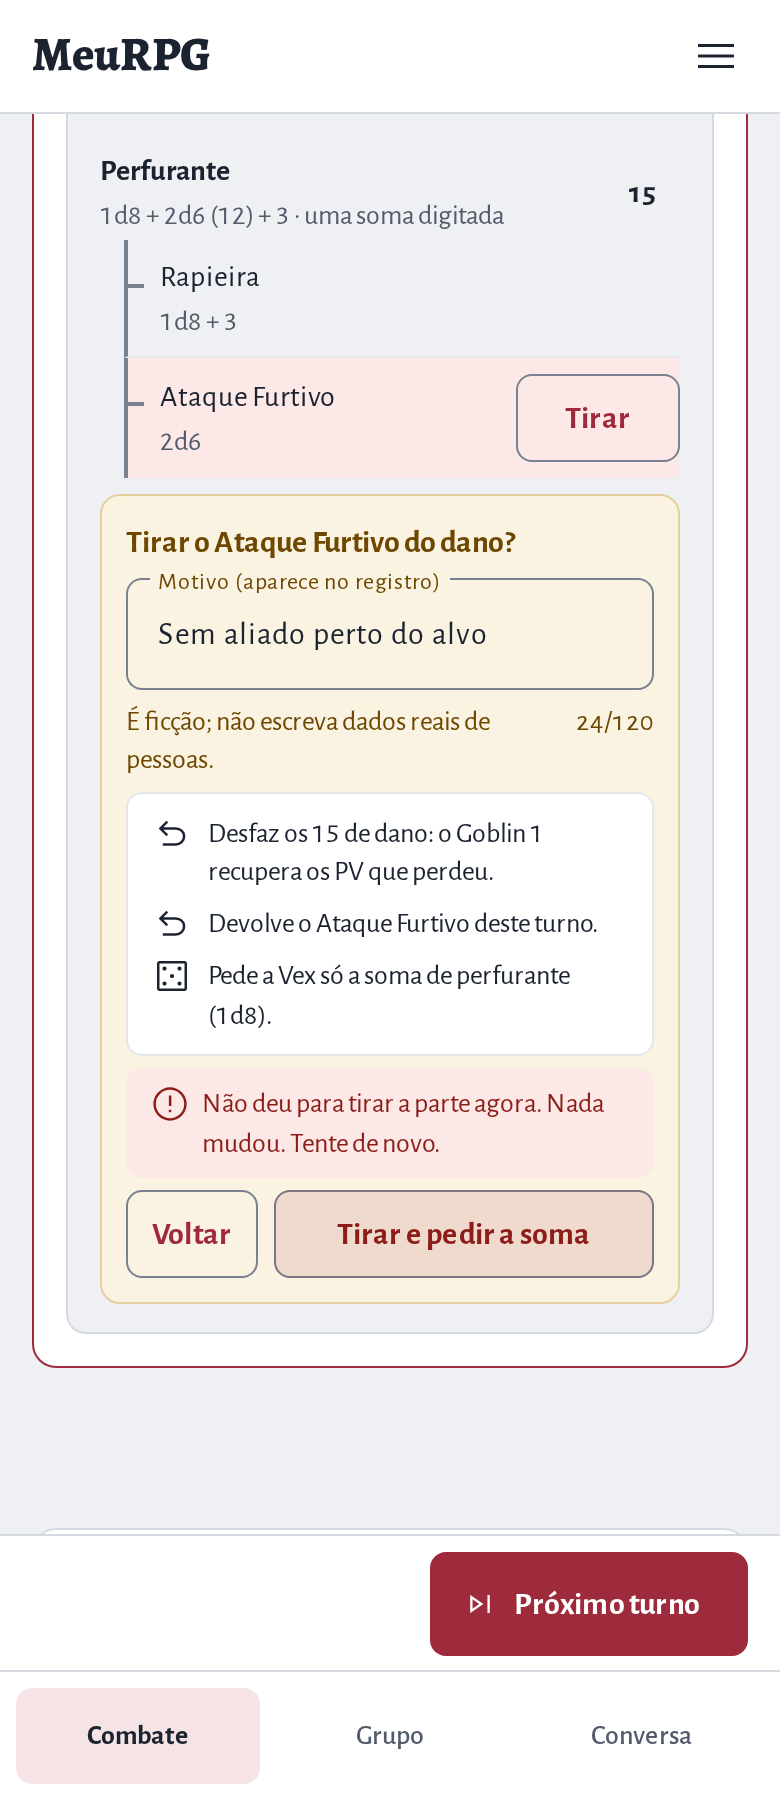 MeuRPG
Perfurante
1d8 + 2d6 (12) + 3 · uma soma digitada
15
Rapieira
1d8 + 3
Ataque Furtivo
2d6
Tirar
Tirar o Ataque Furtivo do dano?
Motivo (aparece no registro)
Sem aliado perto do alvo
É ficção; não escreva dados reais de
pessoas.
24/120
Desfaz os 15 de dano: o Goblin 1
recupera os PV que perdeu.
Devolve o Ataque Furtivo deste turno.
Pede a Vex só a soma de perfurante
(1d8).
Não deu para tirar a parte agora. Nada
mudou. Tente de novo.
Voltar
Tirar e pedir a soma
Próximo turno
Combate
Grupo
Conversa